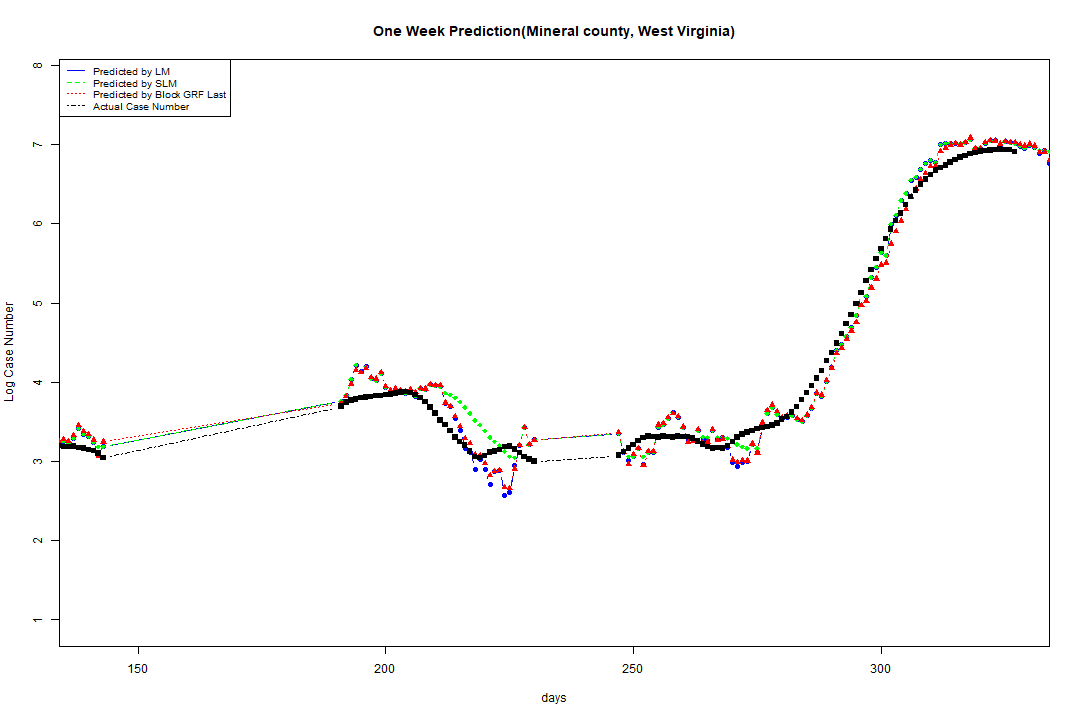 One Week Prediction(Mineral county, West Virginia)
Predicted by LM
Predicted by SLM
Predicted by Block GRF Last
Actual Case Number
8
7
6
5
4
3
2
1
Log Case Number
150 200 250 300
days